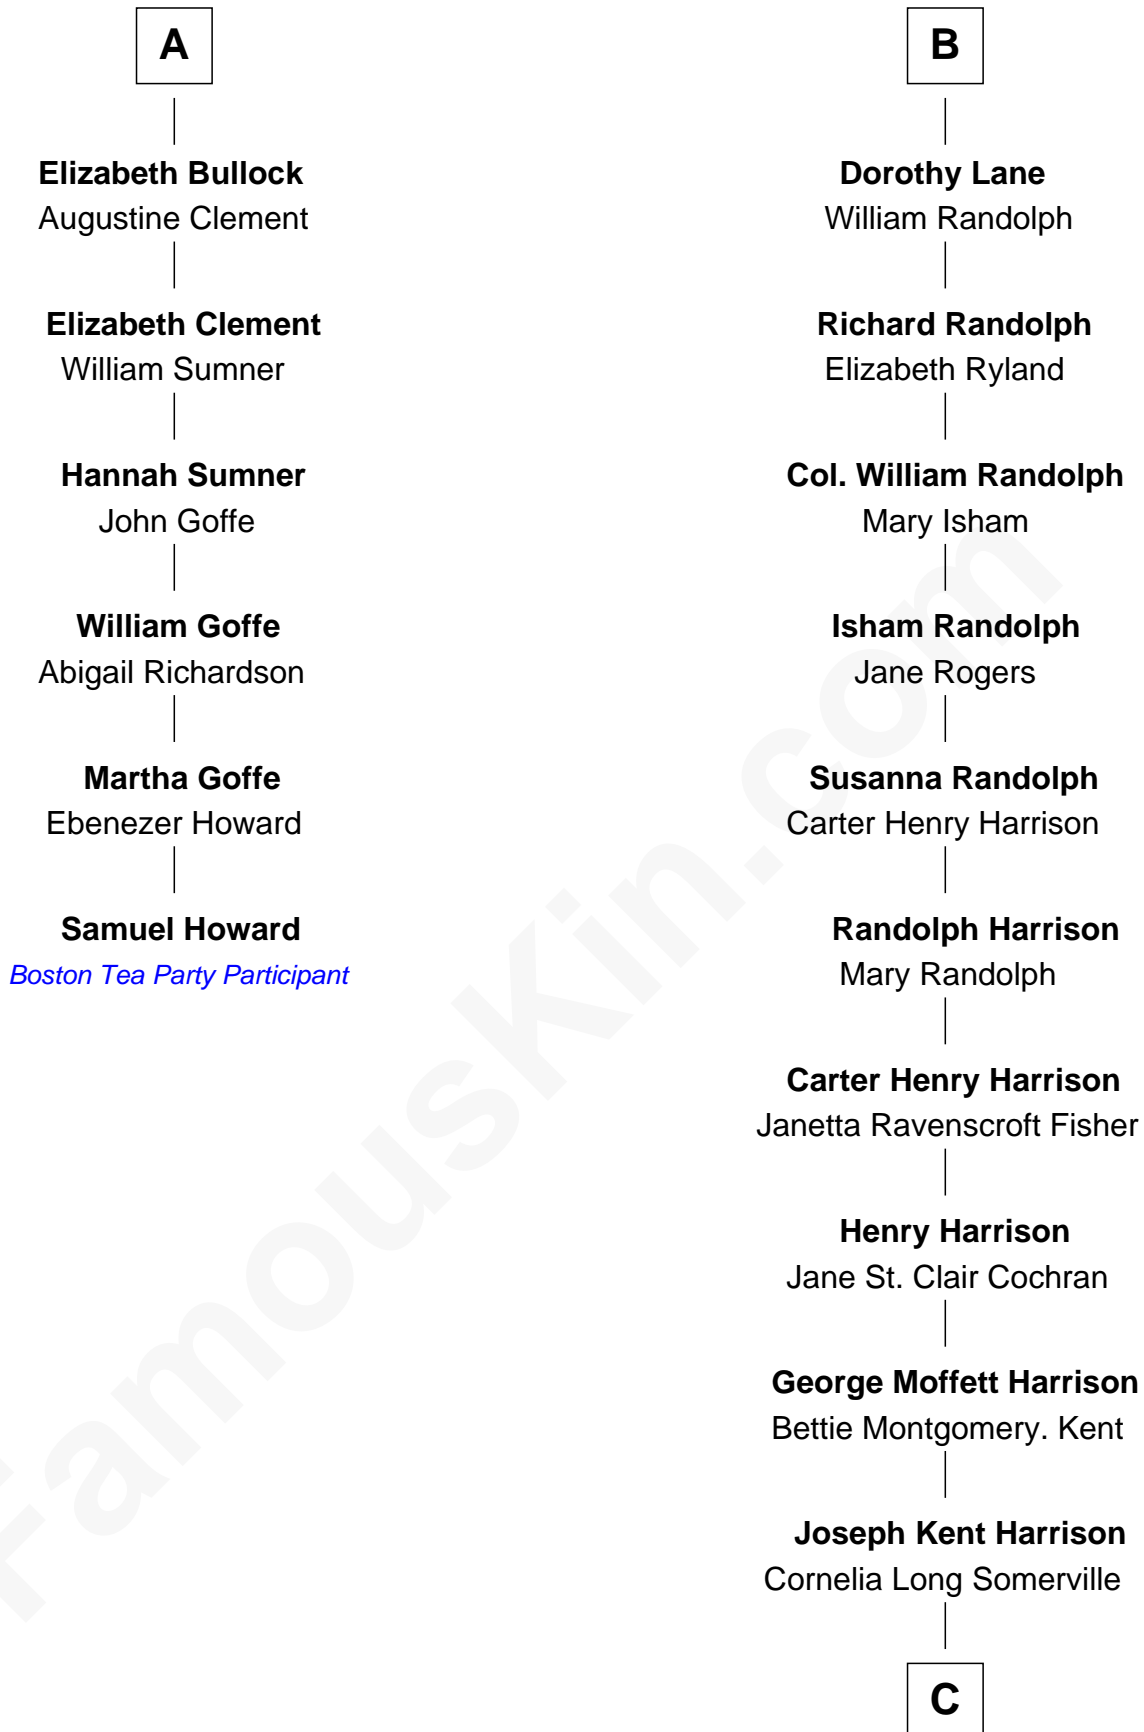 A
Elizabeth Bullock
Augustine Clement
Elizabeth Clement
William Sumner
Hannah Sumner
John Goffe
William Goffe
Abigail Richardson
Martha Goffe
Ebenezer Howard
Samuel Howard
Boston Tea Party Participant
B
Dorothy Lane
William Randolph
Richard Randolph
Elizabeth Ryland
Col. William Randolph
Mary Isham
Isham Randolph
Jane Rogers
Susanna Randolph
Carter Henry Harrison
Randolph Harrison
Mary Randolph
Carter Henry Harrison
Janetta Ravenscroft Fisher
Henry Harrison
Jane St. Clair Cochran
George Moffett Harrison
Bettie Montgomery. Kent
Joseph Kent Harrison
Cornelia Long Somerville
C
FamousKin.com